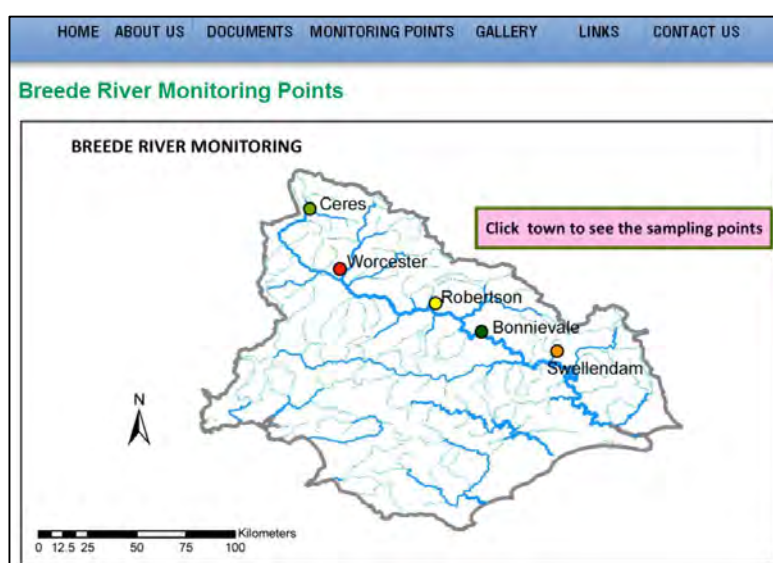 HOME ABOUT US DOCUMENTS MONITORING POINTS GALLERY LINKS CONTACT US
Breede River Monitoring Points
BREEDE RIVER MONITORING
Ceres
Click town to see the sampling points
Worcester
Robertson
Bonnievale
Swellendam
N
Kilometers
0 12.5 25 50 75 100